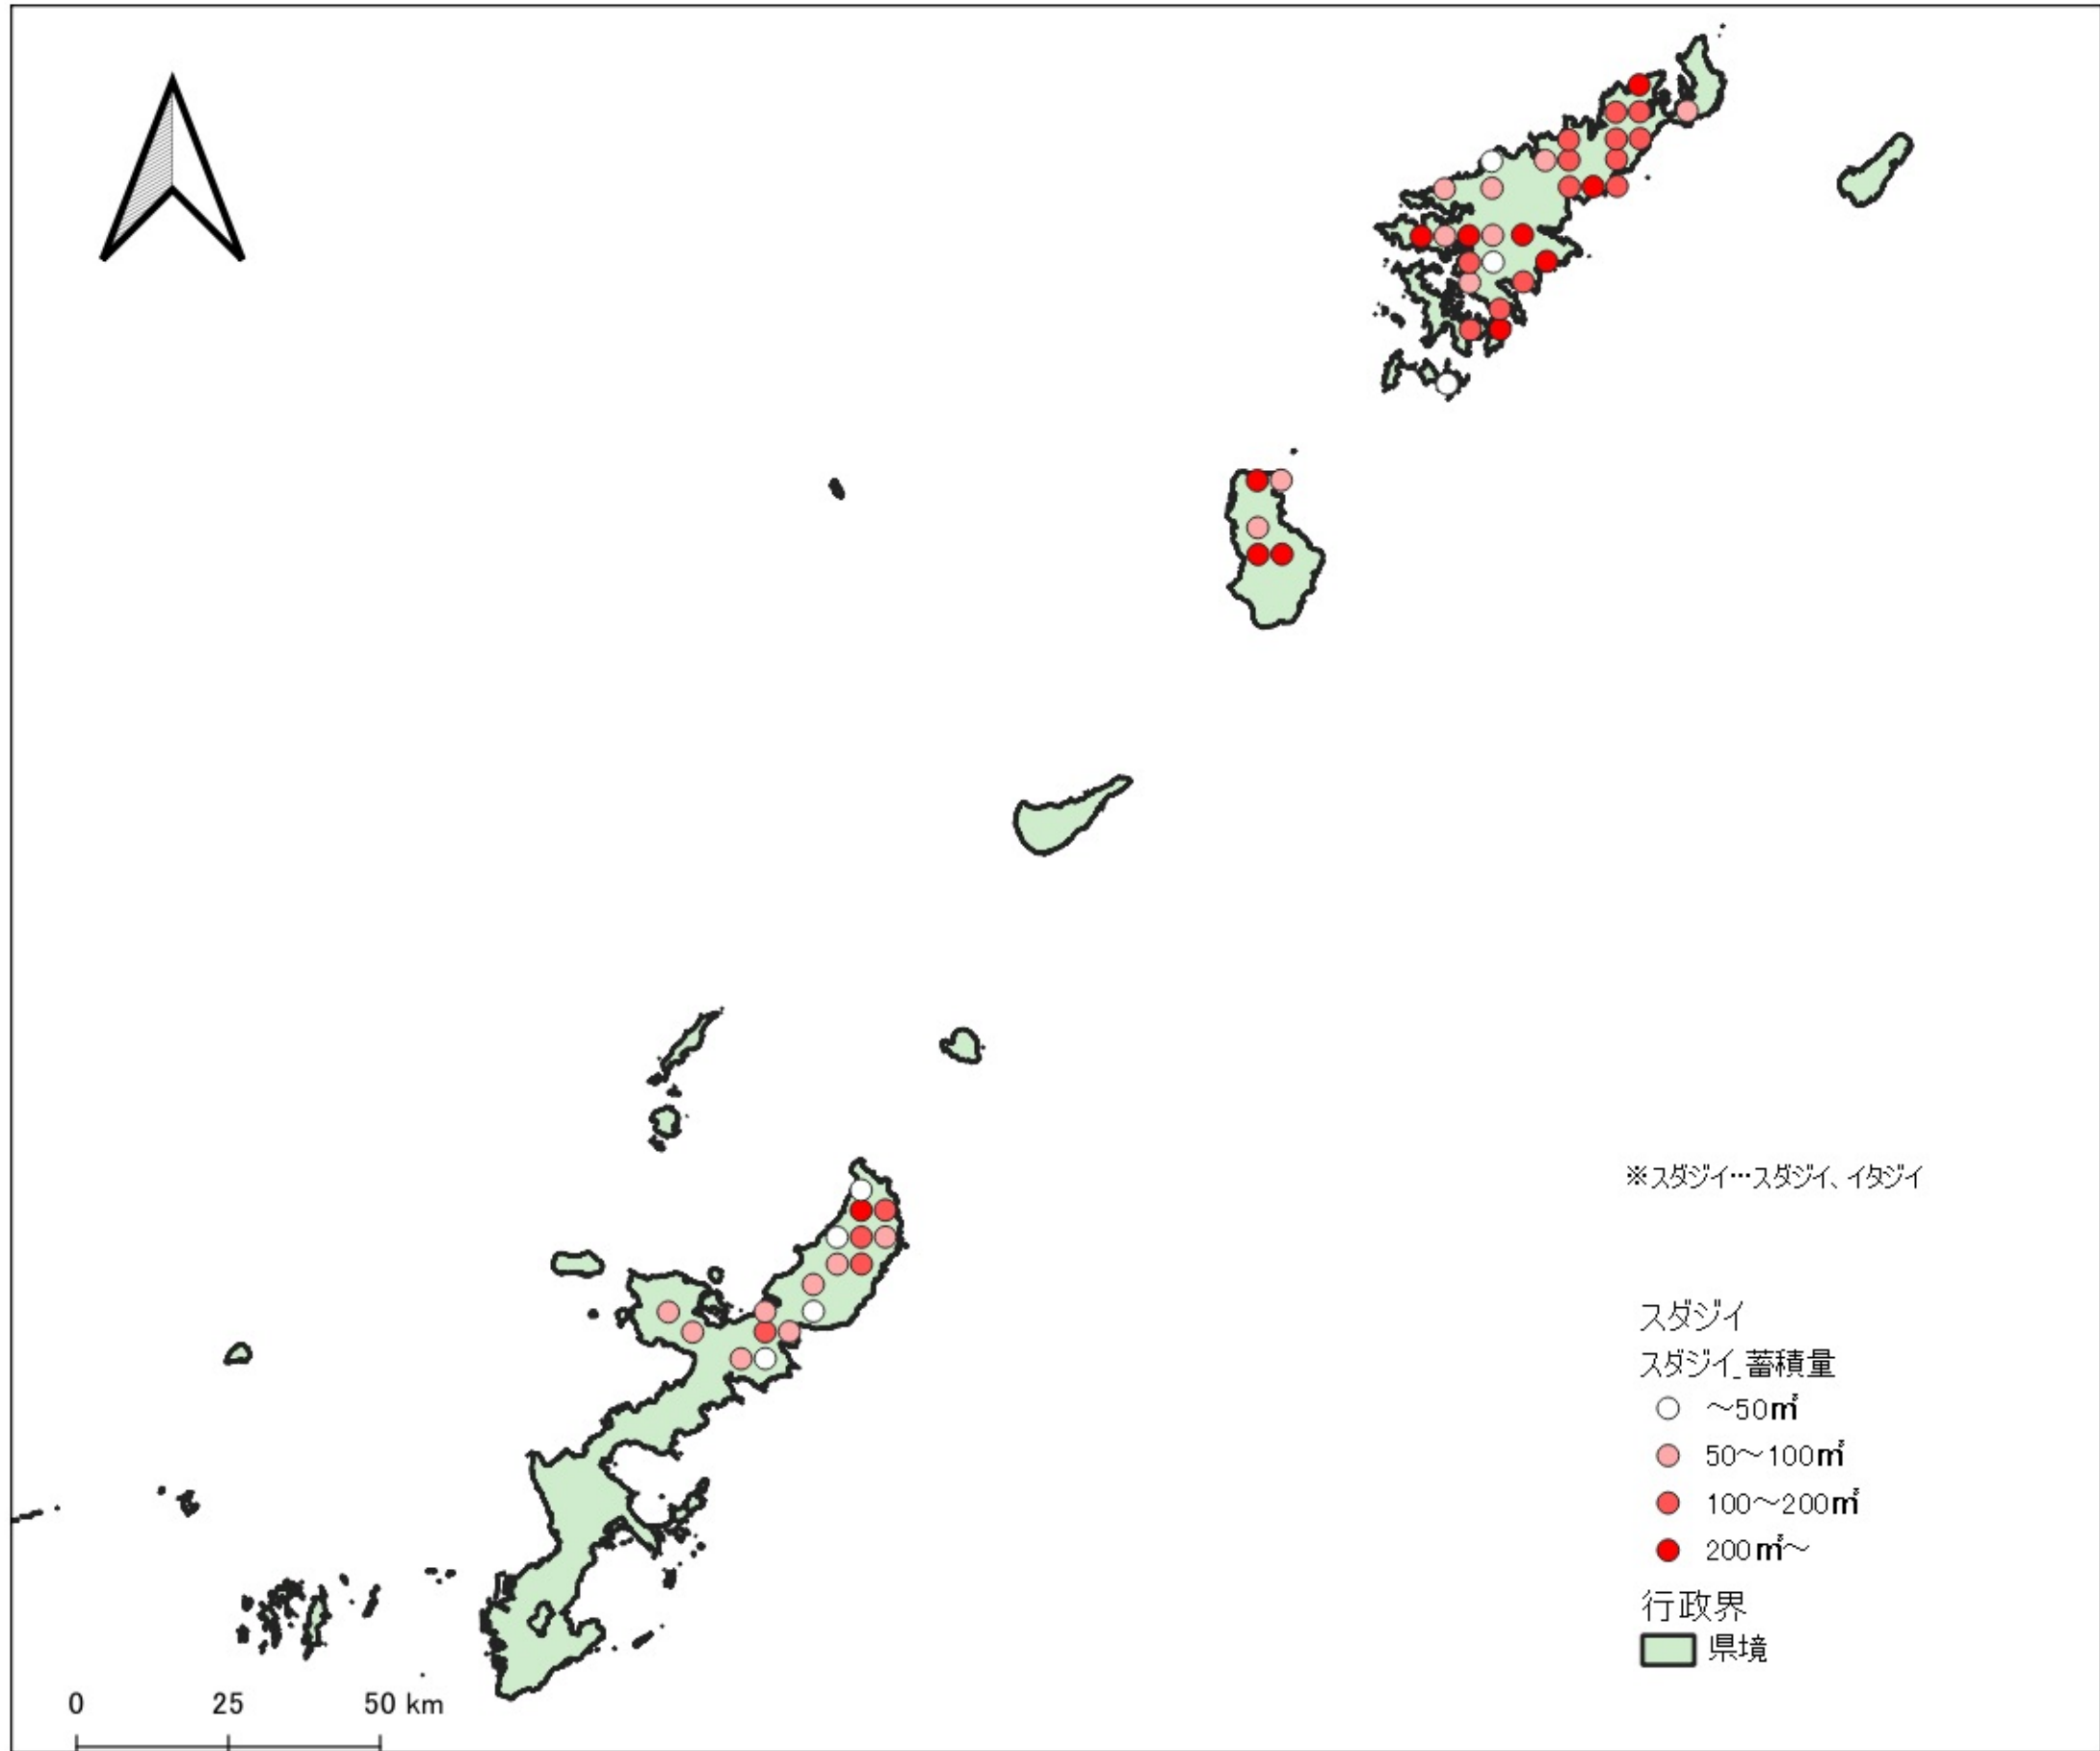 ※スダジイ…スダジイ、イタジイ
スダジイ
スダジイ_蓄積量
～50㎥
50～100㎥
100～200㎥
200㎥～
行政界
県境
0 25 50 km